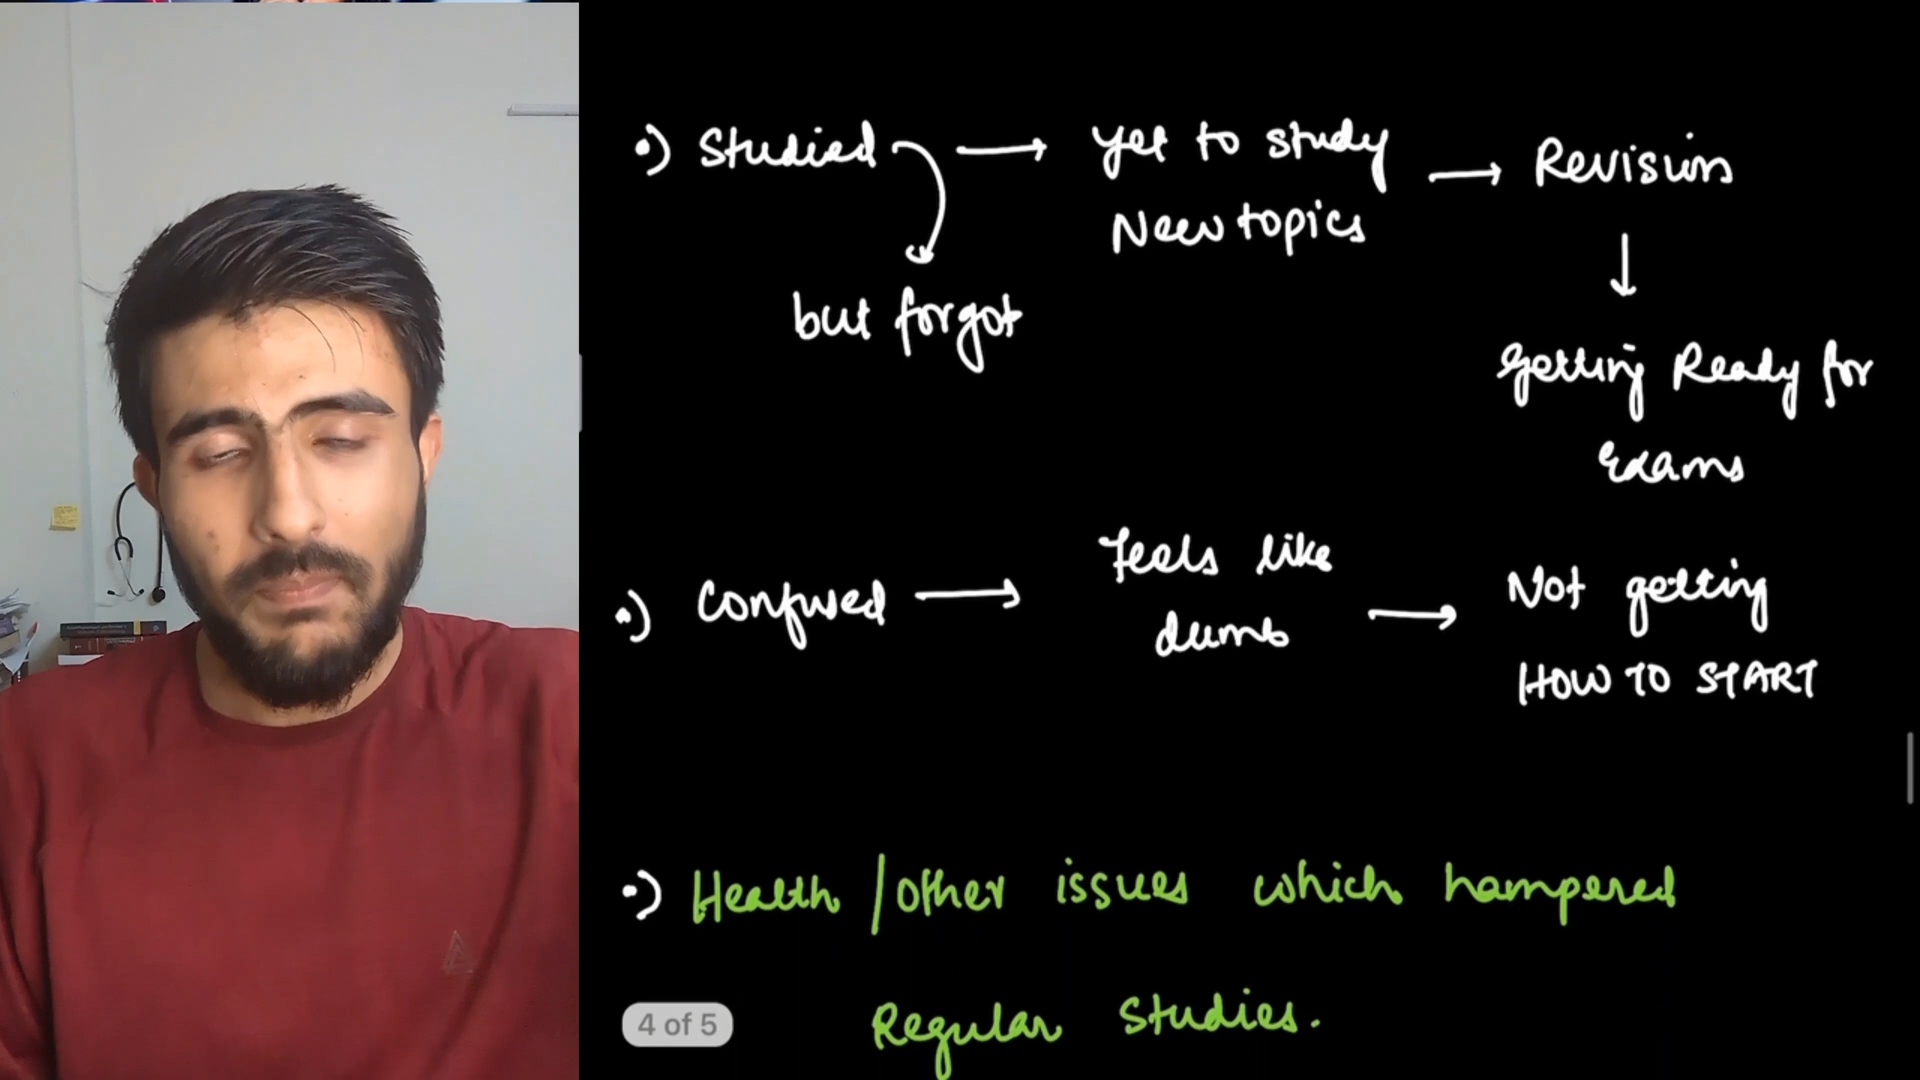 •) Studied → yet to study → Revision
New topics
↓
but forgot
Getting Ready for
Exams
•) Confused → Feels like → Not getting
dumb HOW TO START
•) Health / other issues which hampered
Regular studies.
4 of 5